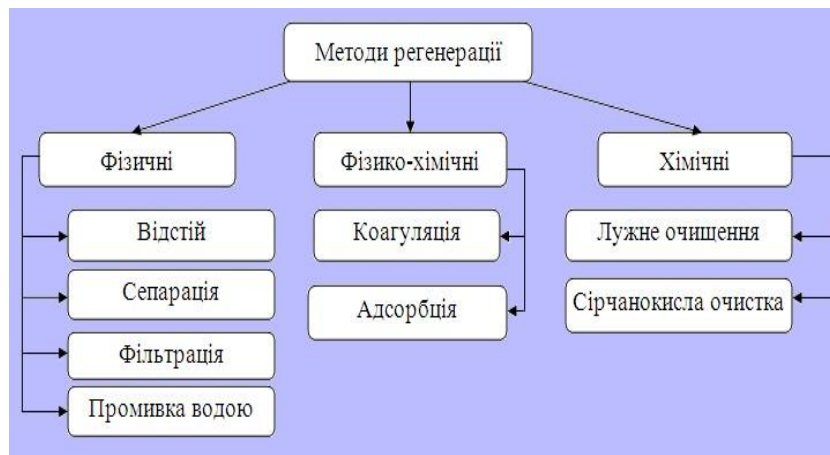 Методи регенерації
Фізичні
Фізико-хімічні
Хімічні
Відстій
Коагуляція
Лужне очищення
Сепарація
Адсорбція
Сірчанокисла очистка
Фільтрація
Промивка водою